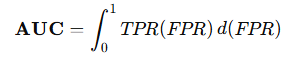 AUC = ∫₀¹ TPR(FPR) d(FPR)